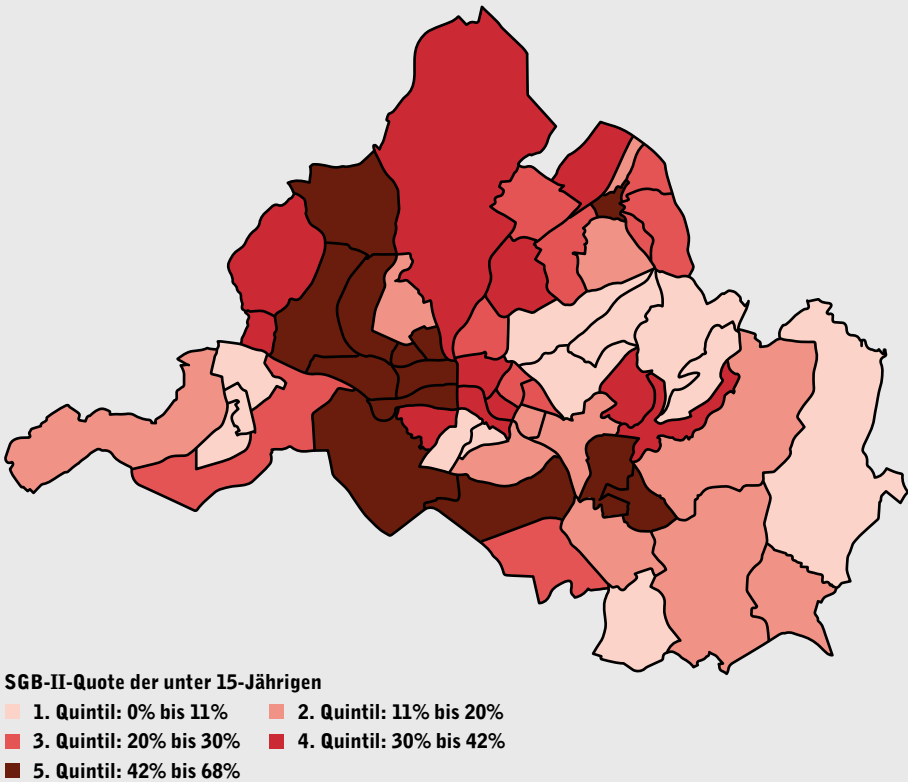 SGB-II-Quote der unter 15-Jährigen
1. Quintil: 0% bis 11% 2. Quintil: 11% bis 20%
3. Quintil: 20% bis 30% 4. Quintil: 30% bis 42%
5. Quintil: 42% bis 68%